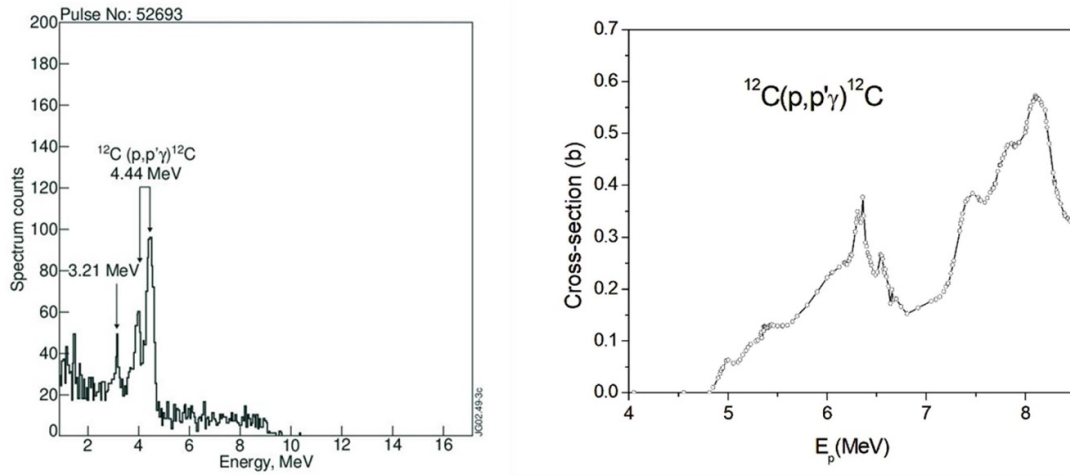 Pulse No: 52693
200
180
160
140
120
100
80
60
40
20
0
Spectrum counts
¹²C (p,p'γ)¹²C
4.44 MeV
3.21 MeV
2 4 6 8 10 12 14 16
Energy, MeV
JG02.49-3c
0.7
0.6
0.5
0.4
0.3
0.2
0.1
0.0
Cross-section (b)
¹²C(p,p'γ)¹²C
4 5 6 7 8
Eₚ(MeV)